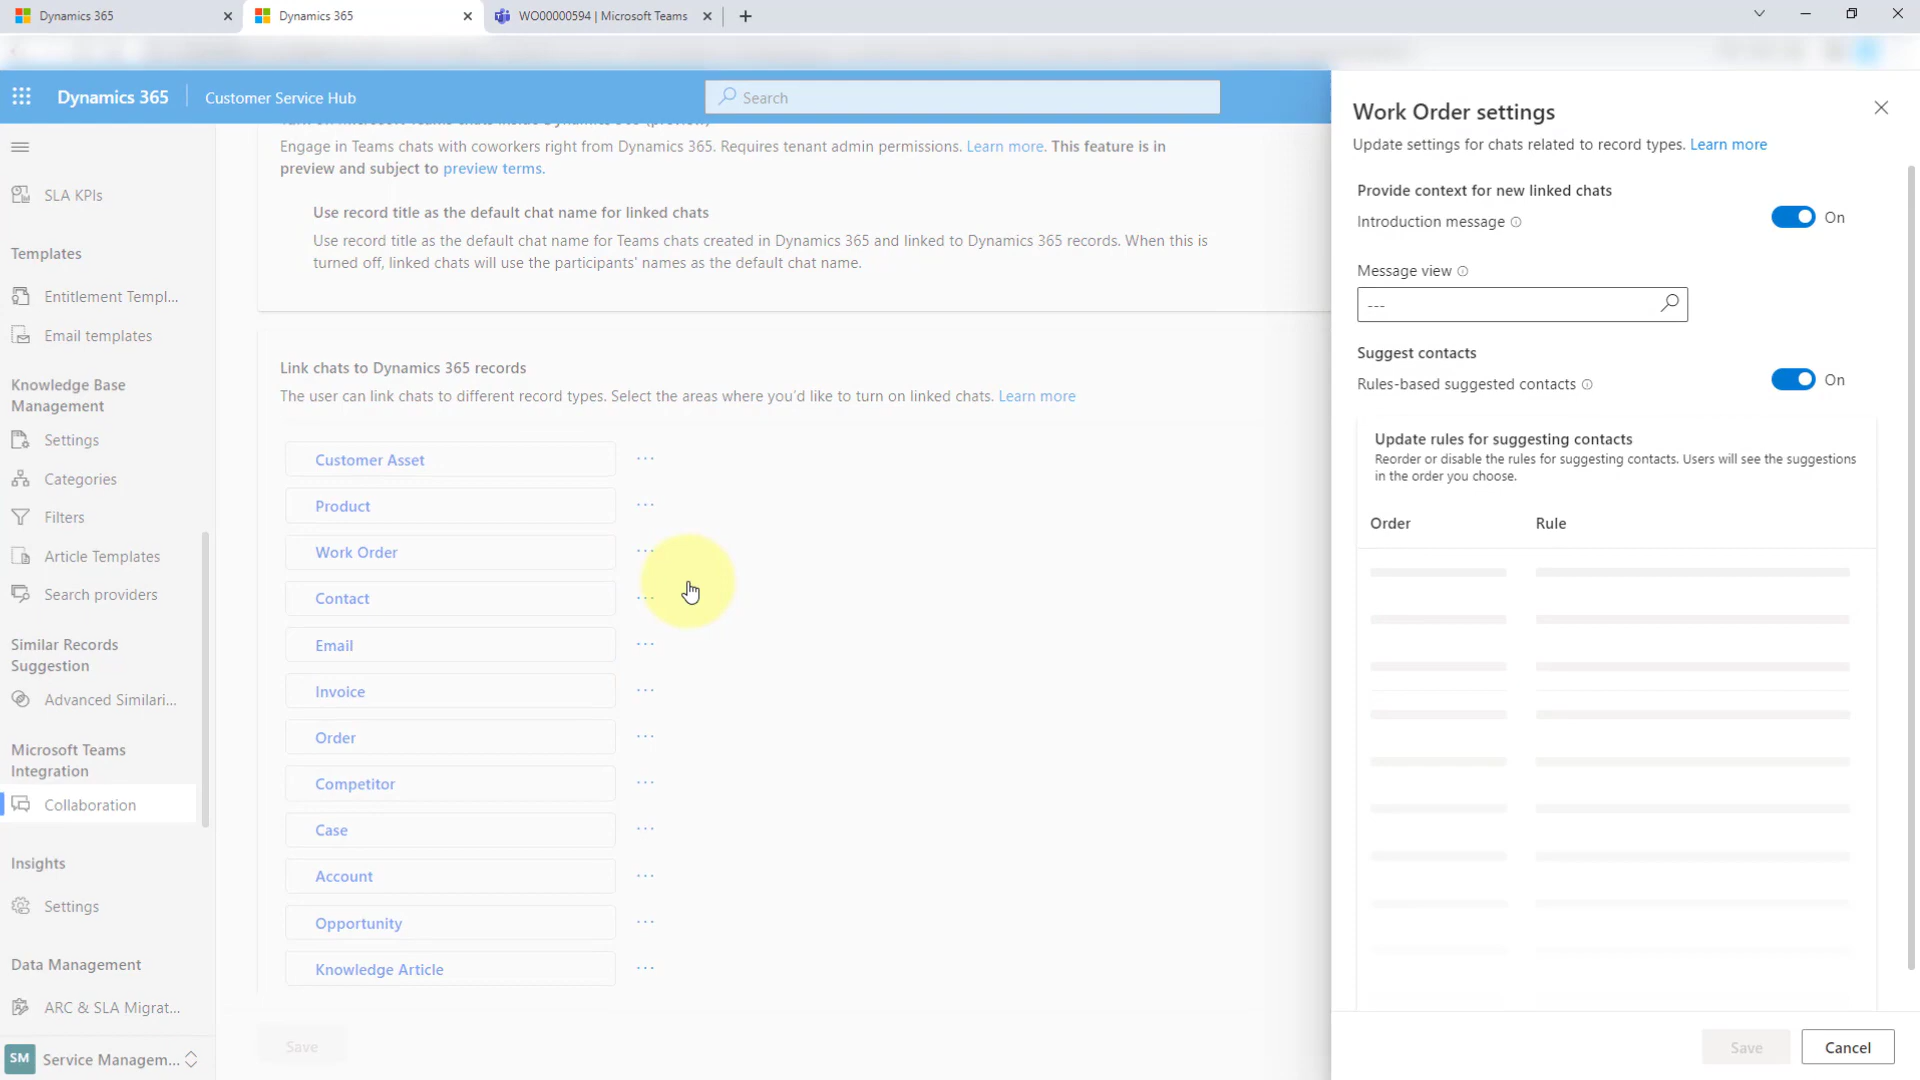 Dynamics 365
Dynamics 365
WO00000594 | Microsoft Teams
Dynamics 365
Customer Service Hub
Search
SLA KPIs
Templates
Entitlement Templ...
Email templates
Knowledge Base
Management
Settings
Categories
Filters
Article Templates
Search providers
Similar Records
Suggestion
Advanced Similari...
Microsoft Teams
Integration
Collaboration
Insights
Settings
Data Management
ARC & SLA Migrat...
SM
Service Managem...
Turn on Microsoft Teams chats inside Dynamics 365 (preview)
Engage in Teams chats with coworkers right from Dynamics 365. Requires tenant admin permissions. Learn more. This feature is in
preview and subject to preview terms.
Use record title as the default chat name for linked chats
Use record title as the default chat name for Teams chats created in Dynamics 365 and linked to Dynamics 365 records. When this is
turned off, linked chats will use the participants' names as the default chat name.
Link chats to Dynamics 365 records
The user can link chats to different record types. Select the areas where you'd like to turn on linked chats. Learn more
Customer Asset ...
Product ...
Work Order ...
Contact ...
Email ...
Invoice ...
Order ...
Competitor ...
Case ...
Account ...
Opportunity ...
Knowledge Article ...
Save
Work Order settings
Update settings for chats related to record types. Learn more
Provide context for new linked chats
Introduction message
On
Message view
---
Suggest contacts
Rules-based suggested contacts
On
Update rules for suggesting contacts
Reorder or disable the rules for suggesting contacts. Users will see the suggestions
in the order you choose.
Order Rule
Save Cancel